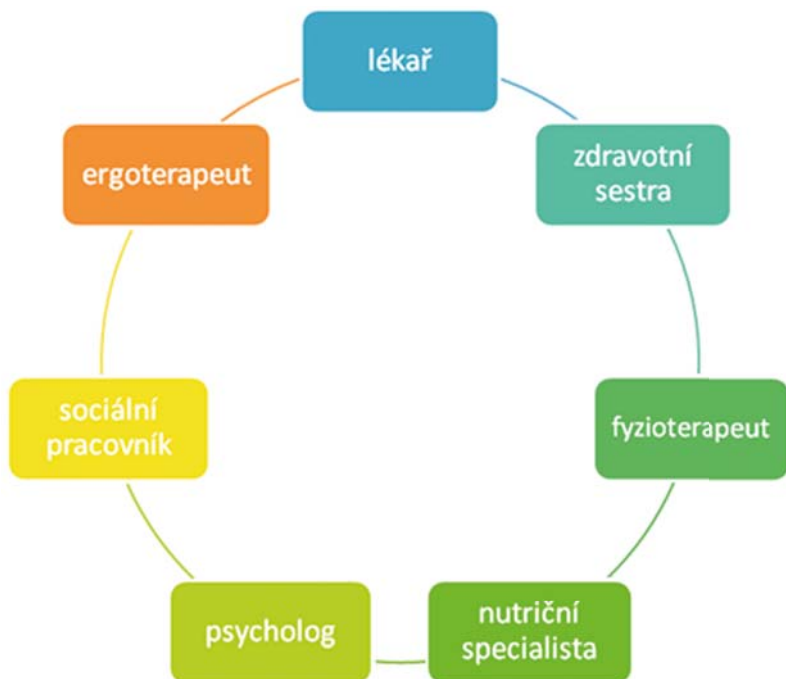 lékař
zdravotní
sestra
fyzioterapeut
nutriční
specialista
psycholog
sociální
pracovník
ergoterapeut